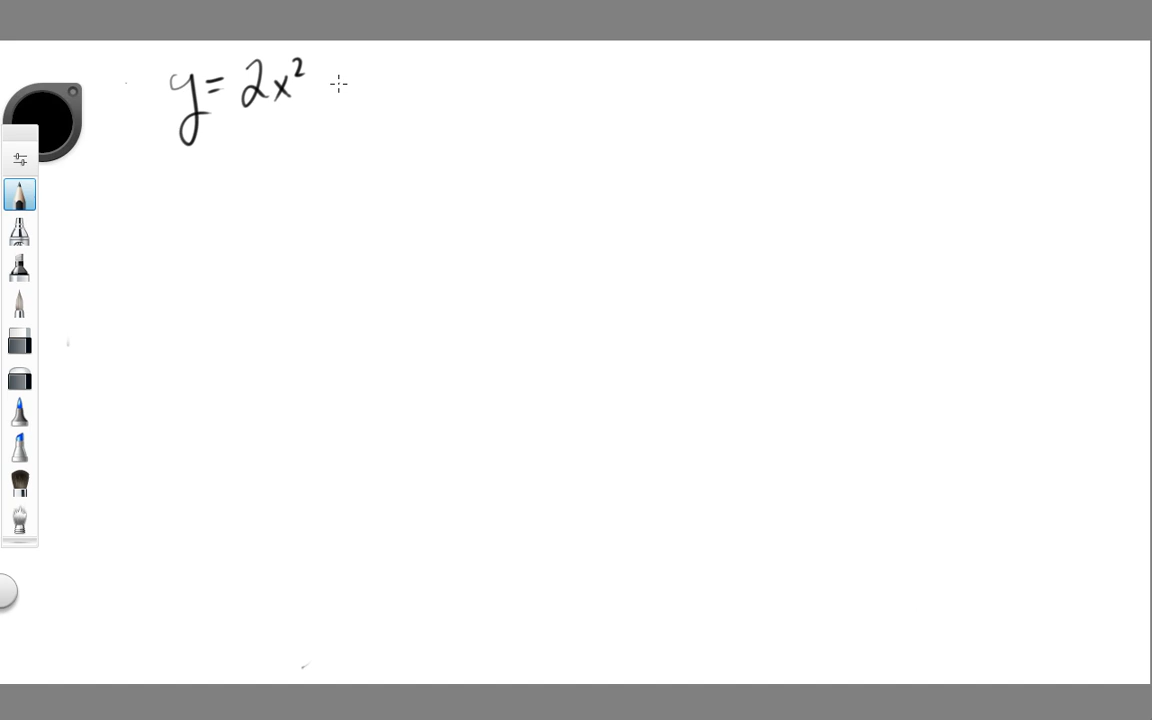 y = 2x²